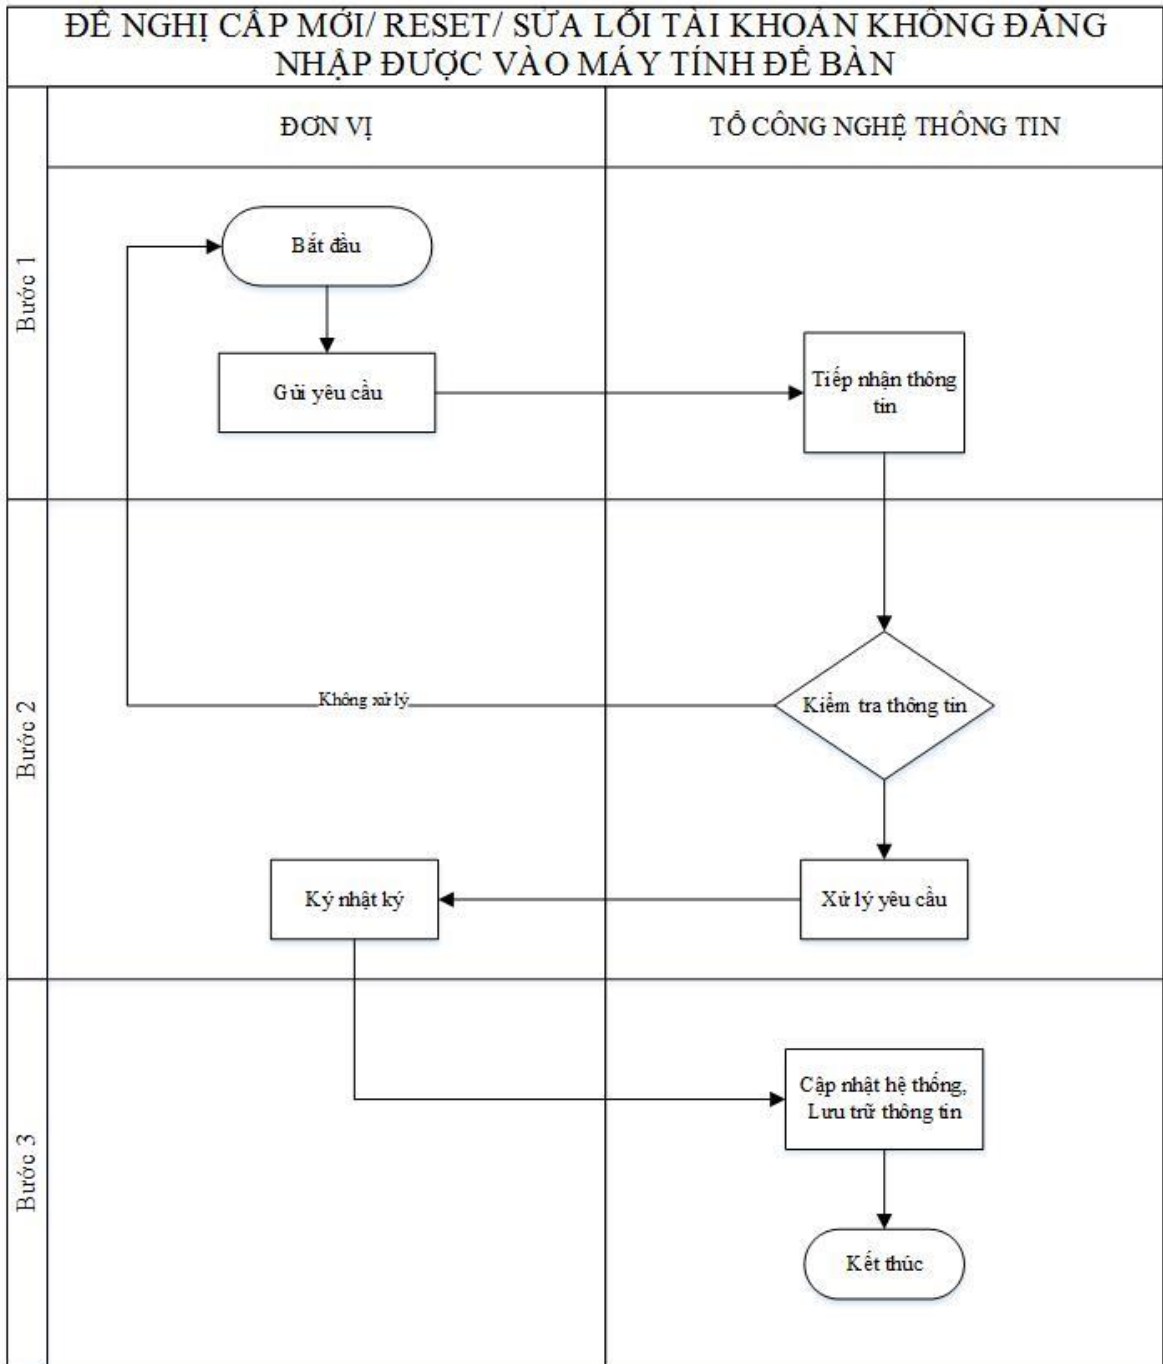 ĐỀ NGHỊ CẤP MỚI/ RESET/ SỬA LỖI TÀI KHOẢN KHÔNG ĐĂNG
NHẬP ĐƯỢC VÀO MÁY TÍNH ĐỂ BÀN
ĐƠN VỊ
TỔ CÔNG NGHỆ THÔNG TIN
Bước 1
Bắt đầu
Gửi yêu cầu
Tiếp nhận thông
tin
Bước 2
Không xử lý
Kiểm tra thông tin
Ký nhật ký
Xử lý yêu cầu
Bước 3
Cập nhật hệ thống,
Lưu trữ thông tin
Kết thúc